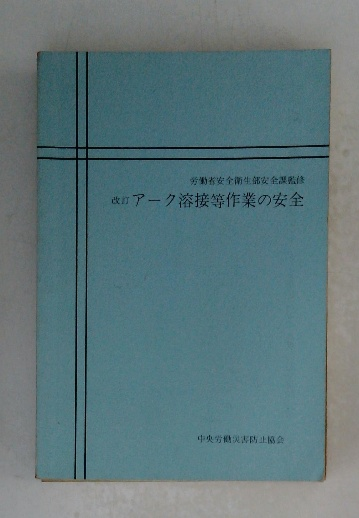 労働省安全衛生部安全課監修
改訂 アーク溶接等作業の安全
中央労働災害防止協会